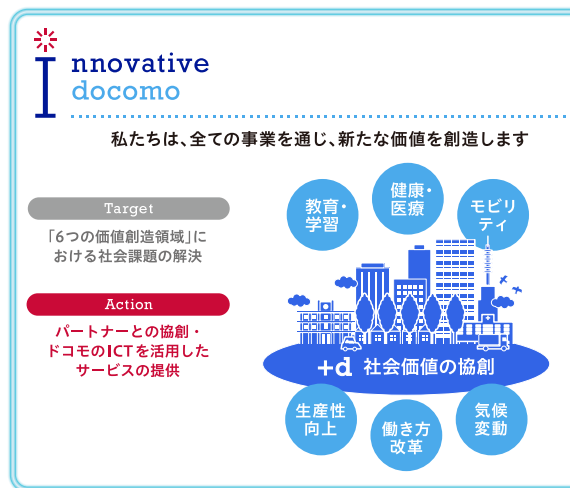 Innovative
docomo
私たちは、全ての事業を通じ、新たな価値を創造します
Target
「6つの価値創造領域」に
おける社会課題の解決
Action
パートナーとの協創・
ドコモのICTを活用した
サービスの提供
教育・
学習
健康・
医療
モビリ
ティ
+d 社会価値の協創
生産性
向上
働き方
改革
気候
変動